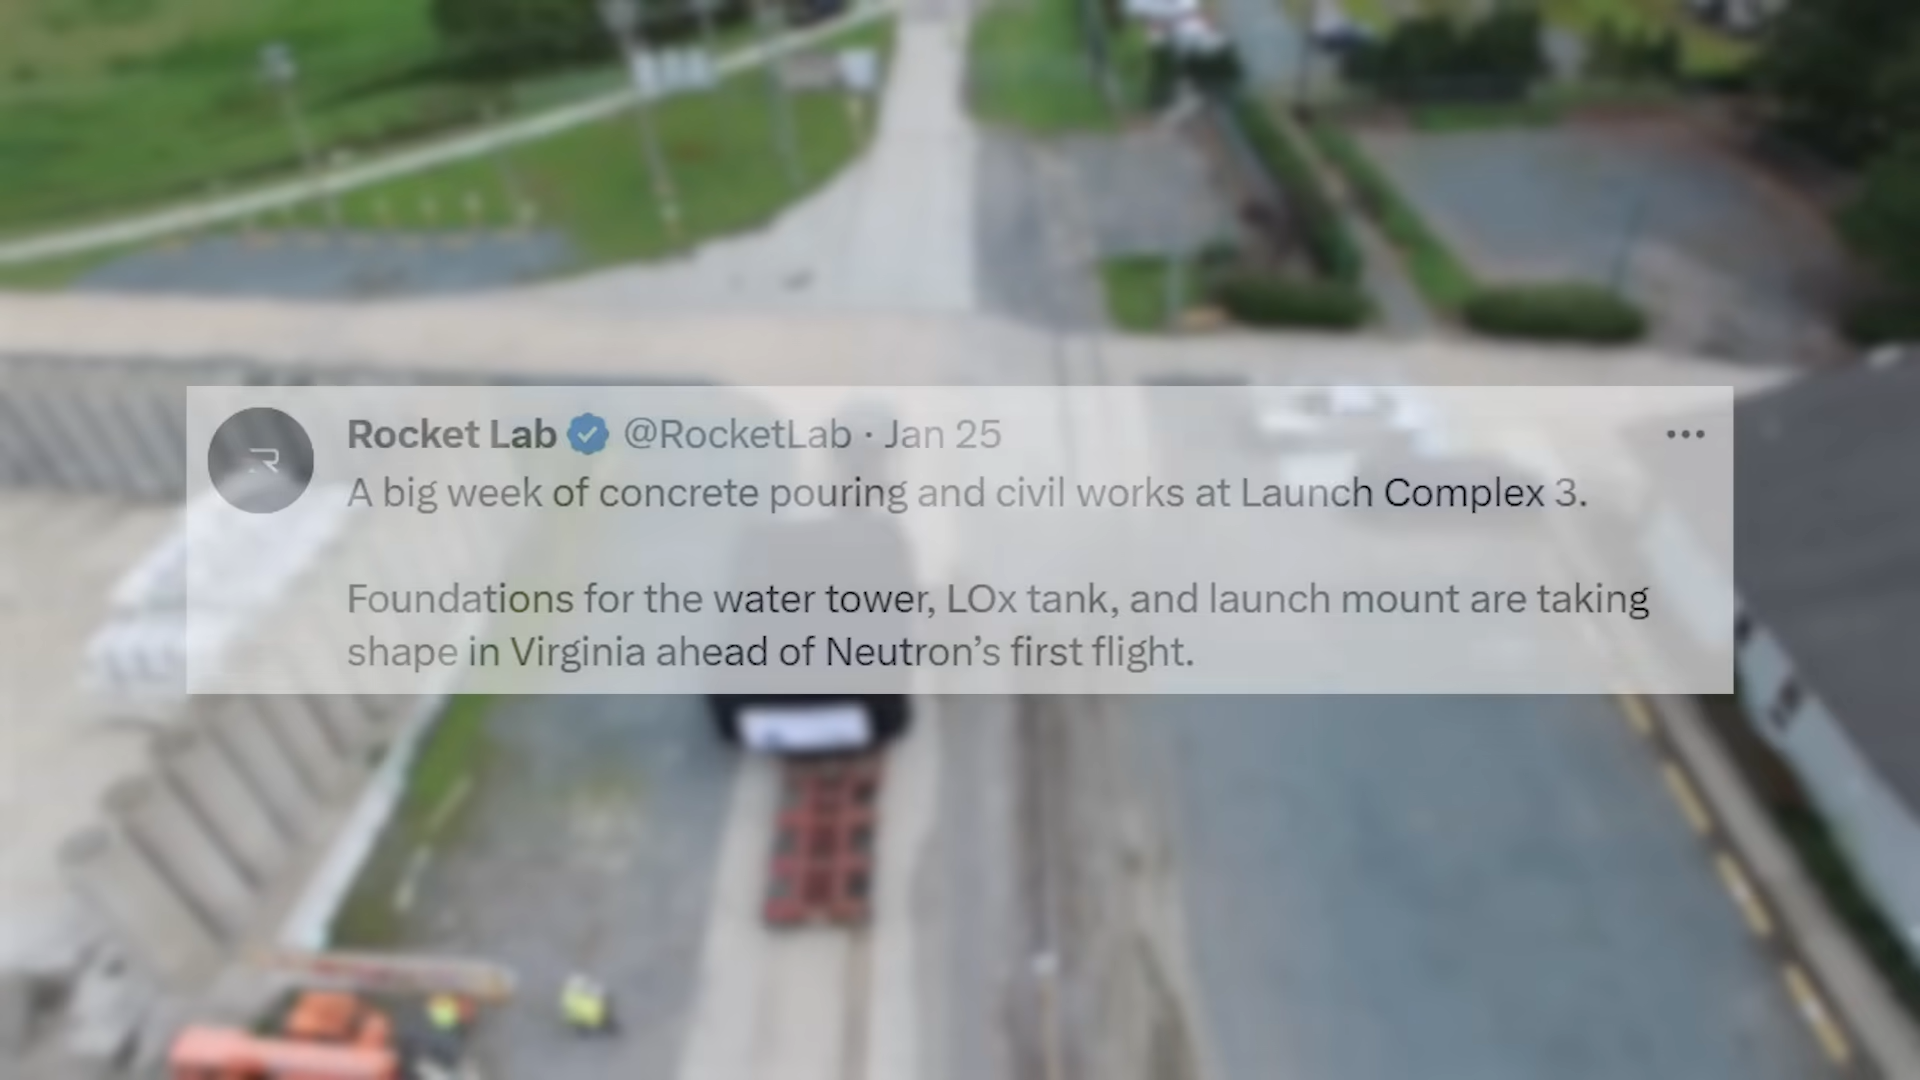 Rocket Lab @RocketLab · Jan 25
A big week of concrete pouring and civil works at Launch Complex 3.
Foundations for the water tower, LOx tank, and launch mount are taking
shape in Virginia ahead of Neutron’s first flight.